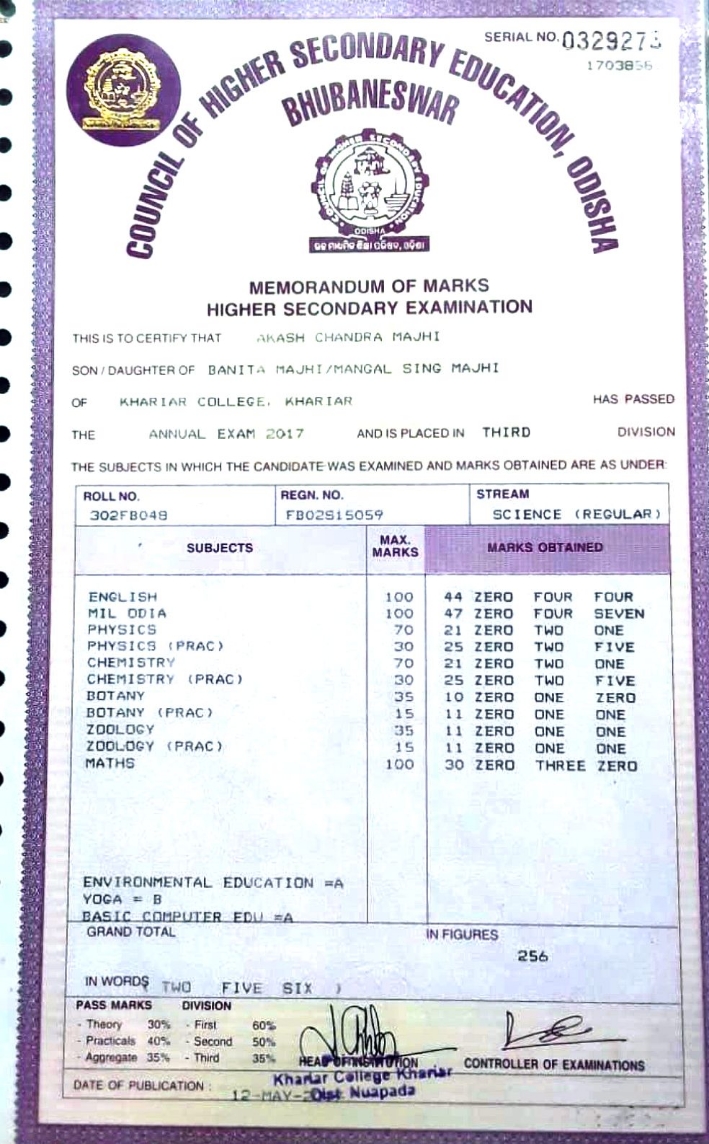 SERIAL NO. 0329273
1703856
COUNCIL OF HIGHER SECONDARY EDUCATION, ODISHA
BHUBANESWAR
COUNCIL OF HIGHER SECONDARY EDUCATION
ODISHA
MEMORANDUM OF MARKS
HIGHER SECONDARY EXAMINATION
THIS IS TO CERTIFY THAT AKASH CHANDRA MAJHI
SON / DAUGHTER OF BANITA MAJHI/MANGAL SING MAJHI
OF KHARIAR COLLEGE, KHARIAR HAS PASSED
THE ANNUAL EXAM 2017 AND IS PLACED IN THIRD DIVISION
THE SUBJECTS IN WHICH THE CANDIDATE WAS EXAMINED AND MARKS OBTAINED ARE AS UNDER:
ROLL NO. REGN. NO. STREAM
302FB048 FB02S15059 SCIENCE (REGULAR)
SUBJECTS MAX. MARKS MARKS OBTAINED
ENGLISH 100 44 ZERO FOUR FOUR
MIL ODIA 100 47 ZERO FOUR SEVEN
PHYSICS 70 21 ZERO TWO ONE
PHYSICS (PRAC) 30 25 ZERO TWO FIVE
CHEMISTRY 70 21 ZERO TWO ONE
CHEMISTRY (PRAC) 30 25 ZERO TWO FIVE
BOTANY 35 10 ZERO ONE ZERO
BOTANY (PRAC) 15 11 ZERO ONE ONE
ZOOLOGY 35 11 ZERO ONE ONE
ZOOLOGY (PRAC) 15 11 ZERO ONE ONE
MATHS 100 30 ZERO THREE ZERO
ENVIRONMENTAL EDUCATION =A
YOGA = B
BASIC COMPUTER EDU =A
GRAND TOTAL IN FIGURES
256
IN WORDS ( TWO FIVE SIX )
PASS MARKS DIVISION
- Theory 30% - First 60%
- Practicals 40% - Second 50%
- Aggregate 35% - Third 35%
HEAD OF INSTITUTION CONTROLLER OF EXAMINATIONS
Khariar College Khariar
Dist. Nuapada
DATE OF PUBLICATION : 12-MAY-